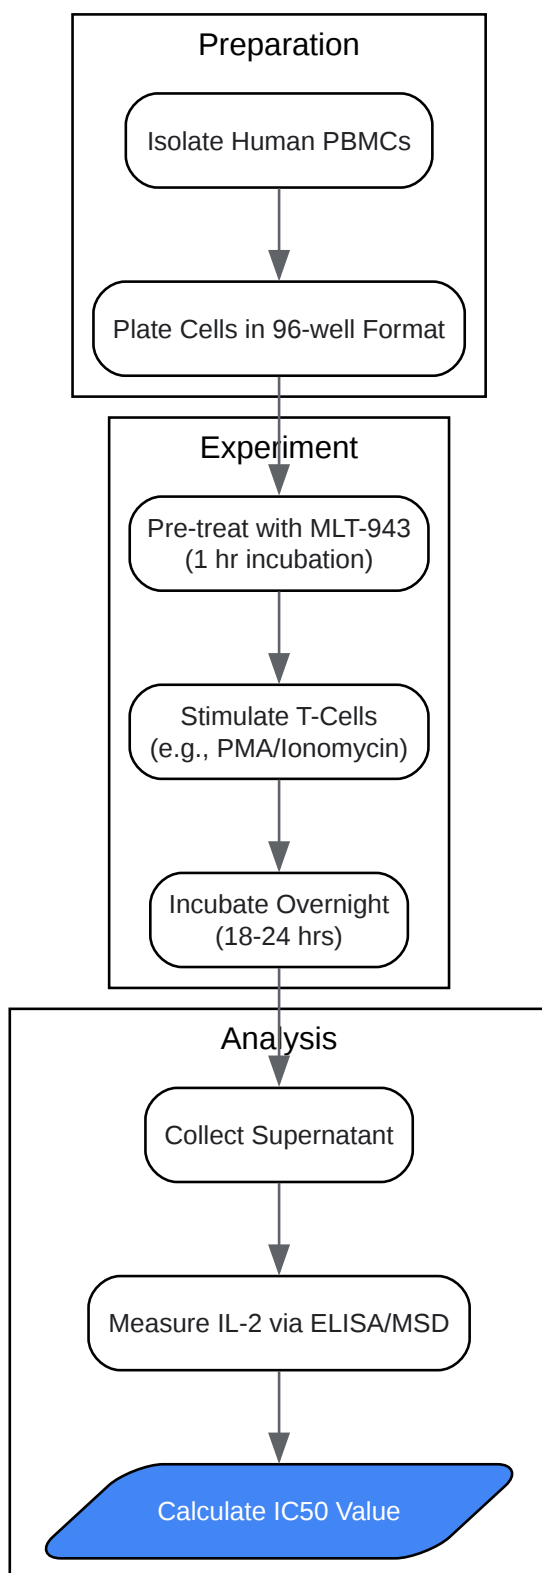 Preparation
Isolate Human PBMCs
Plate Cells in 96-well Format
Experiment
Pre-treat with MLT-943
(1 hr incubation)
Stimulate T-Cells
(e.g., PMA/Ionomycin)
Incubate Overnight
(18-24 hrs)
Analysis
Collect Supernatant
Measure IL-2 via ELISA/MSD
Calculate IC50 Value